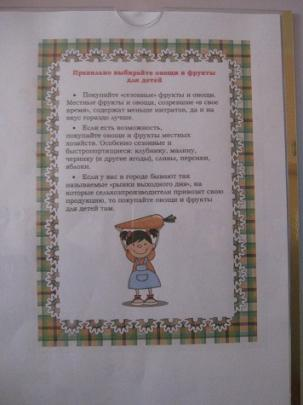 Правильно выбирайте овощи и фрукты
для детей
• Покупайте «сезонные» фрукты и овощи.
Местные фрукты и овощи, созревшие «в свое
время», содержат меньше нитратов, да и на
вкус гораздо лучше.
• Если есть возможность,
покупайте овощи и фрукты местных
хозяйств. Особенно сезонные и
быстропортящиеся: клубнику, малину,
чернику (и другие ягоды), сливы, персики,
яблоки.
• Если у вас в городе бывают так
называемые «рынки выходного дня», на
которые сельхозпроизводители привозят свою
продукцию, то покупайте овощи и фрукты
для детей там.